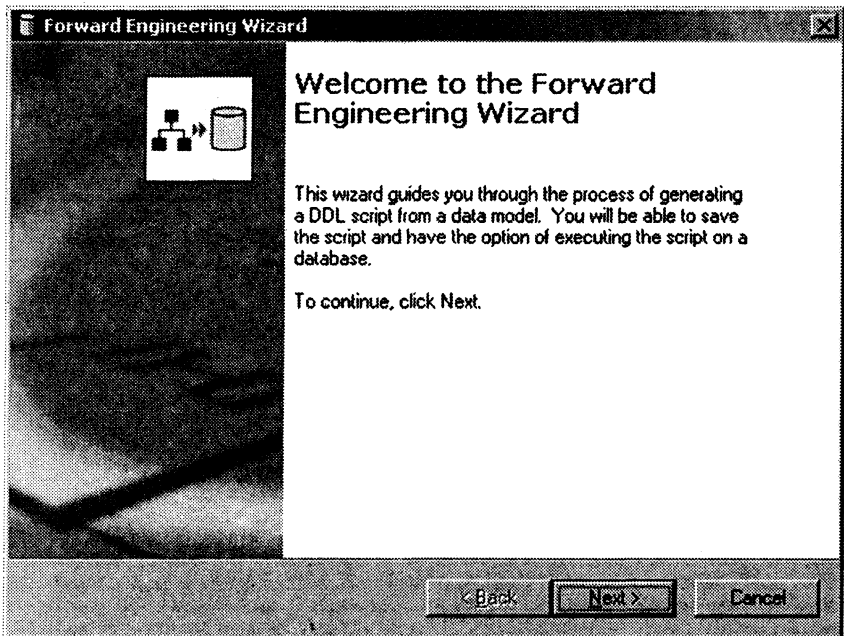 Forward Engineering Wizard
Welcome to the Forward
Engineering Wizard
This wizard guides you through the process of generating
a DDL script from a data model. You will be able to save
the script and have the option of executing the script on a
database.
To continue, click Next.
< Back
Next >
Cancel